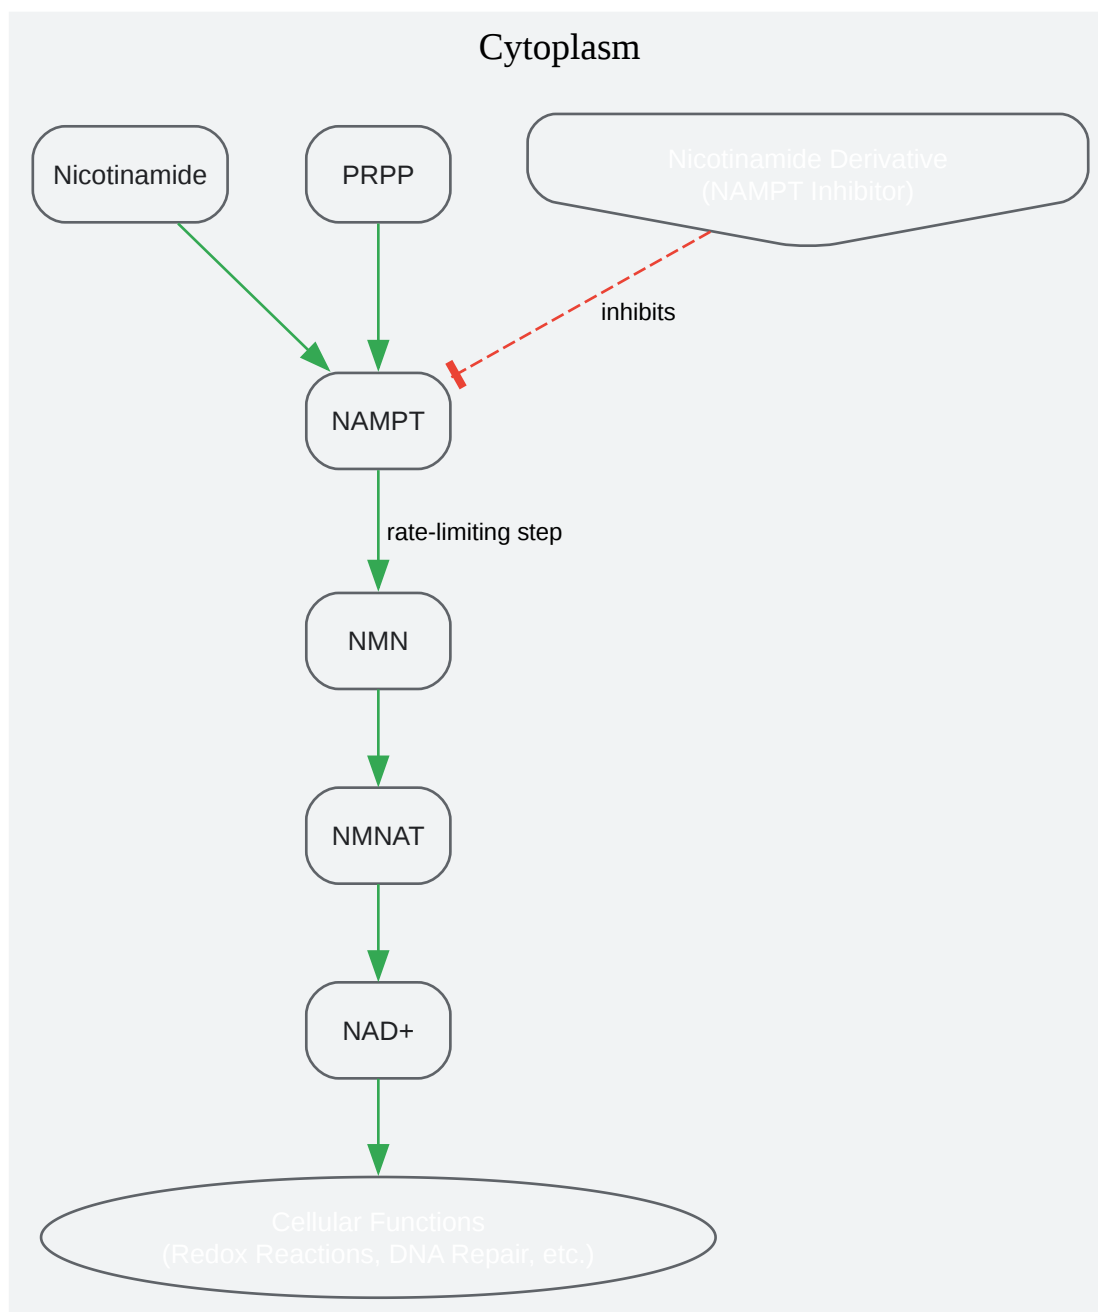 Cytoplasm
Nicotinamide
PRPP
Nicotinamide Derivative
(NAMPT Inhibitor)
inhibits
NAMPT
rate-limiting step
NMN
NMNAT
NAD+
Cellular Functions
(Redox Reactions, DNA Repair, etc.)